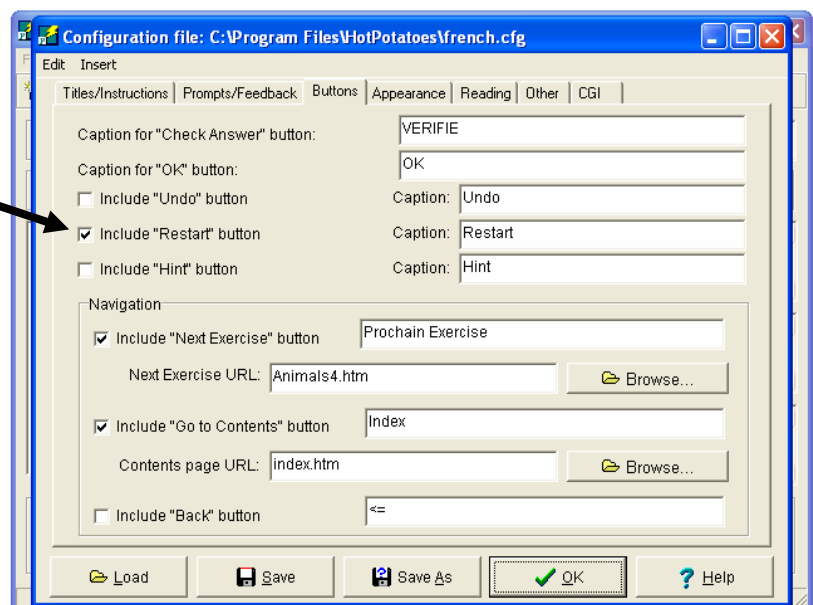 Configuration file: C:\Program Files\HotPotatoes\french.cfg
Edit Insert
Titles/Instructions Prompts/Feedback Buttons Appearance Reading Other CGI
Caption for "Check Answer" button: VERIFIE
Caption for "OK" button: OK
Include "Undo" button Caption: Undo
Include "Restart" button Caption: Restart
Include "Hint" button Caption: Hint
Navigation
Include "Next Exercise" button Prochain Exercise
Next Exercise URL: Animals4.htm Browse...
Include "Go to Contents" button Index
Contents page URL: index.htm Browse...
Include "Back" button <=
Load Save Save As OK Help